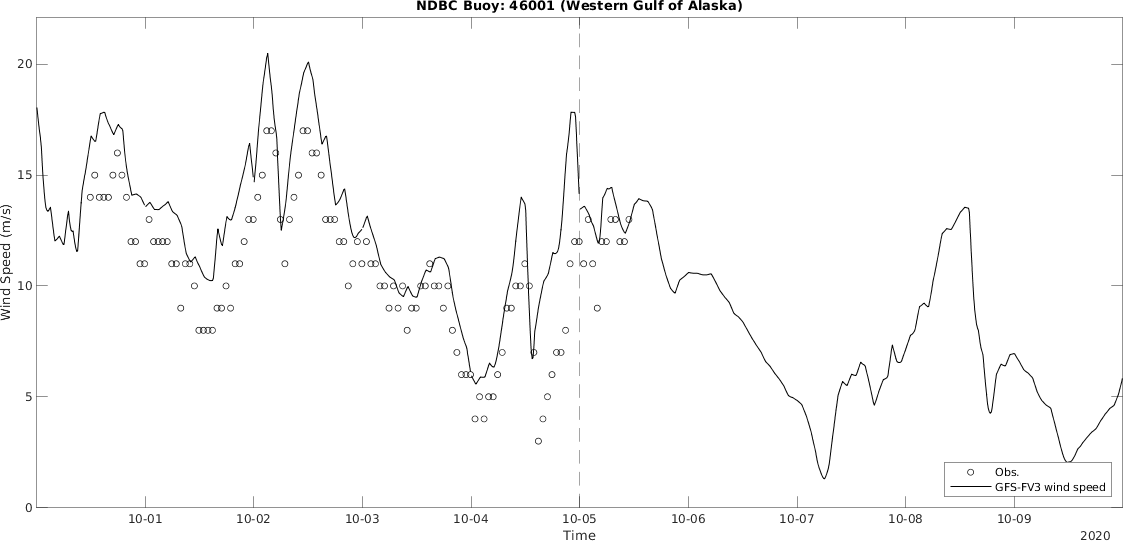 NDBC Buoy: 46001 (Western Gulf of Alaska)
20
15
10
5
0
Wind Speed (m/s)
10-01 10-02 10-03 10-04 10-05 10-06 10-07 10-08 10-09
Time
2020
Obs.
GFS-FV3 wind speed